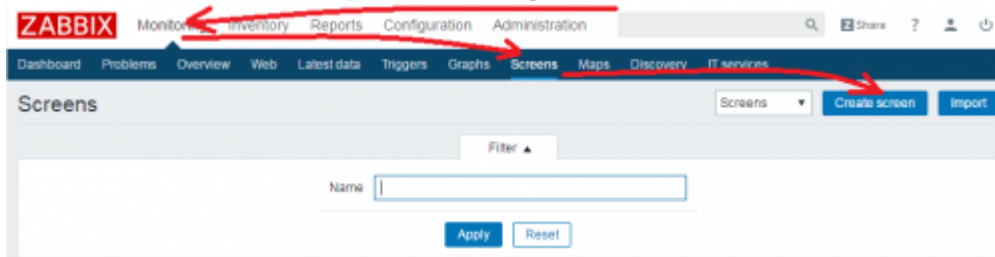 ZABBIX Monitoring Inventory Reports Configuration Administration Share ?
Dashboard Problems Overview Web Latest data Triggers Graphs Screens Maps Discovery IT services
Screens Screens Create screen Import
Filter
Name
Apply Reset